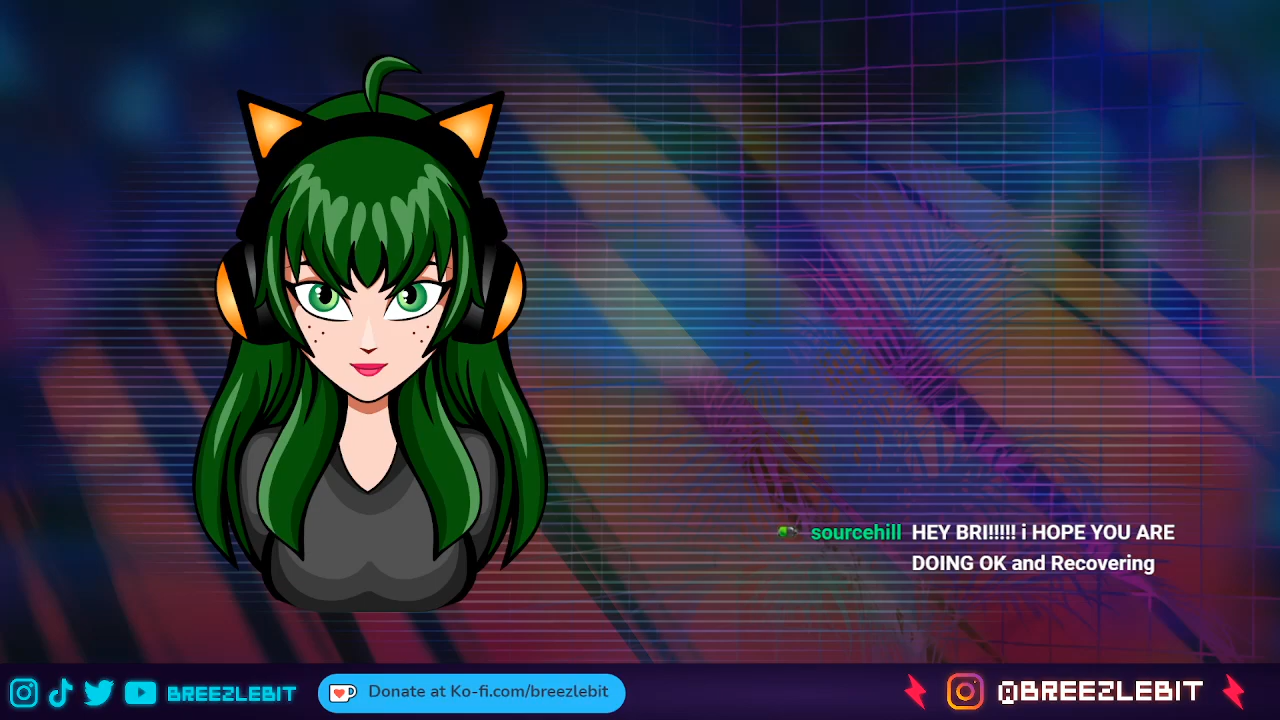 sourcehill HEY BRI!!!!! i HOPE YOU ARE
DOING OK and Recovering
BREEZLEBIT
Donate at Ko-fi.com/breezlebit
@BREEZLEBIT